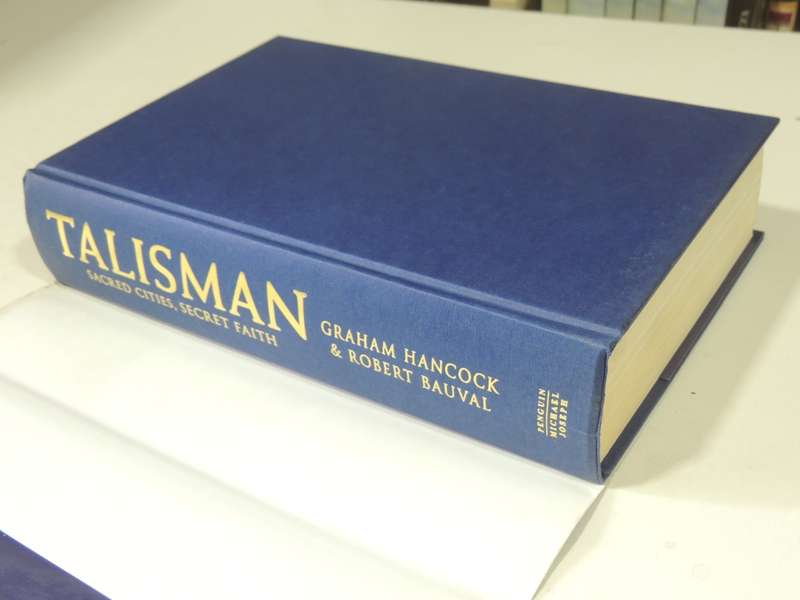 TALISMAN
SACRED CITIES, SECRET FAITH
GRAHAM HANCOCK
& ROBERT BAUVAL
PENGUIN
MICHAEL
JOSEPH